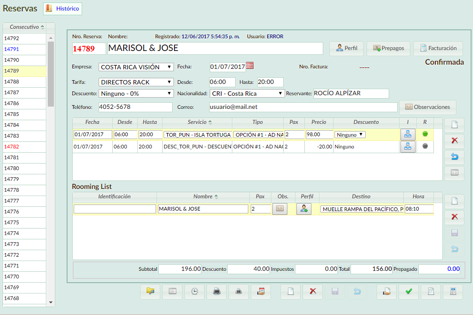 Reservas Histórico
Consecutivo
14792
14791
14790
14789
14788
14787
14786
14785
14784
14783
14782
14781
14780
14779
14778
14777
14776
14775
14774
14773
14772
14771
14770
14769
14768
Nro. Reserva: Nombre: Registrado: 12/06/2017 5:54:35 p. m. Usuario: ERROR
14789 MARISOL & JOSE Perfil Prepagos Facturación
Confirmada
Empresa: COSTA RICA VISIÓN Fecha: 01/07/2017 Nro. Factura: ----
Tarifa: DIRECTOS RACK Desde: 06:00 Hasta: 20:00
Descuento: Ninguno - 0% Nacionalidad: CRI - Costa Rica Reservante: ROCÍO ALPÍZAR
Teléfono: 4052-5678 Correo: usuario@mail.net Observaciones
Fecha Desde Hasta Servicio Tipo Pax Precio Descuento I R
01/07/2017 06:00 20:00 TOR_PUN - ISLA TORTUGA OPCIÓN #1 - AD NA 2 98.00 Ninguno
01/07/2017 06:00 20:00 DESC_TOR_PUN - DESCUEN OPCIÓN #1 - AD NA 2 -20.00 Ninguno
Rooming List
Identificación Nombre Pax Obs. Perfil Destino Hora
MARISOL & JOSE 2 MUELLE RAMPA DEL PACÍFICO, P 08:10
Subtotal 196.00 Descuento 40.00 Impuestos 0.00 Total 156.00 Prepagado 0.00